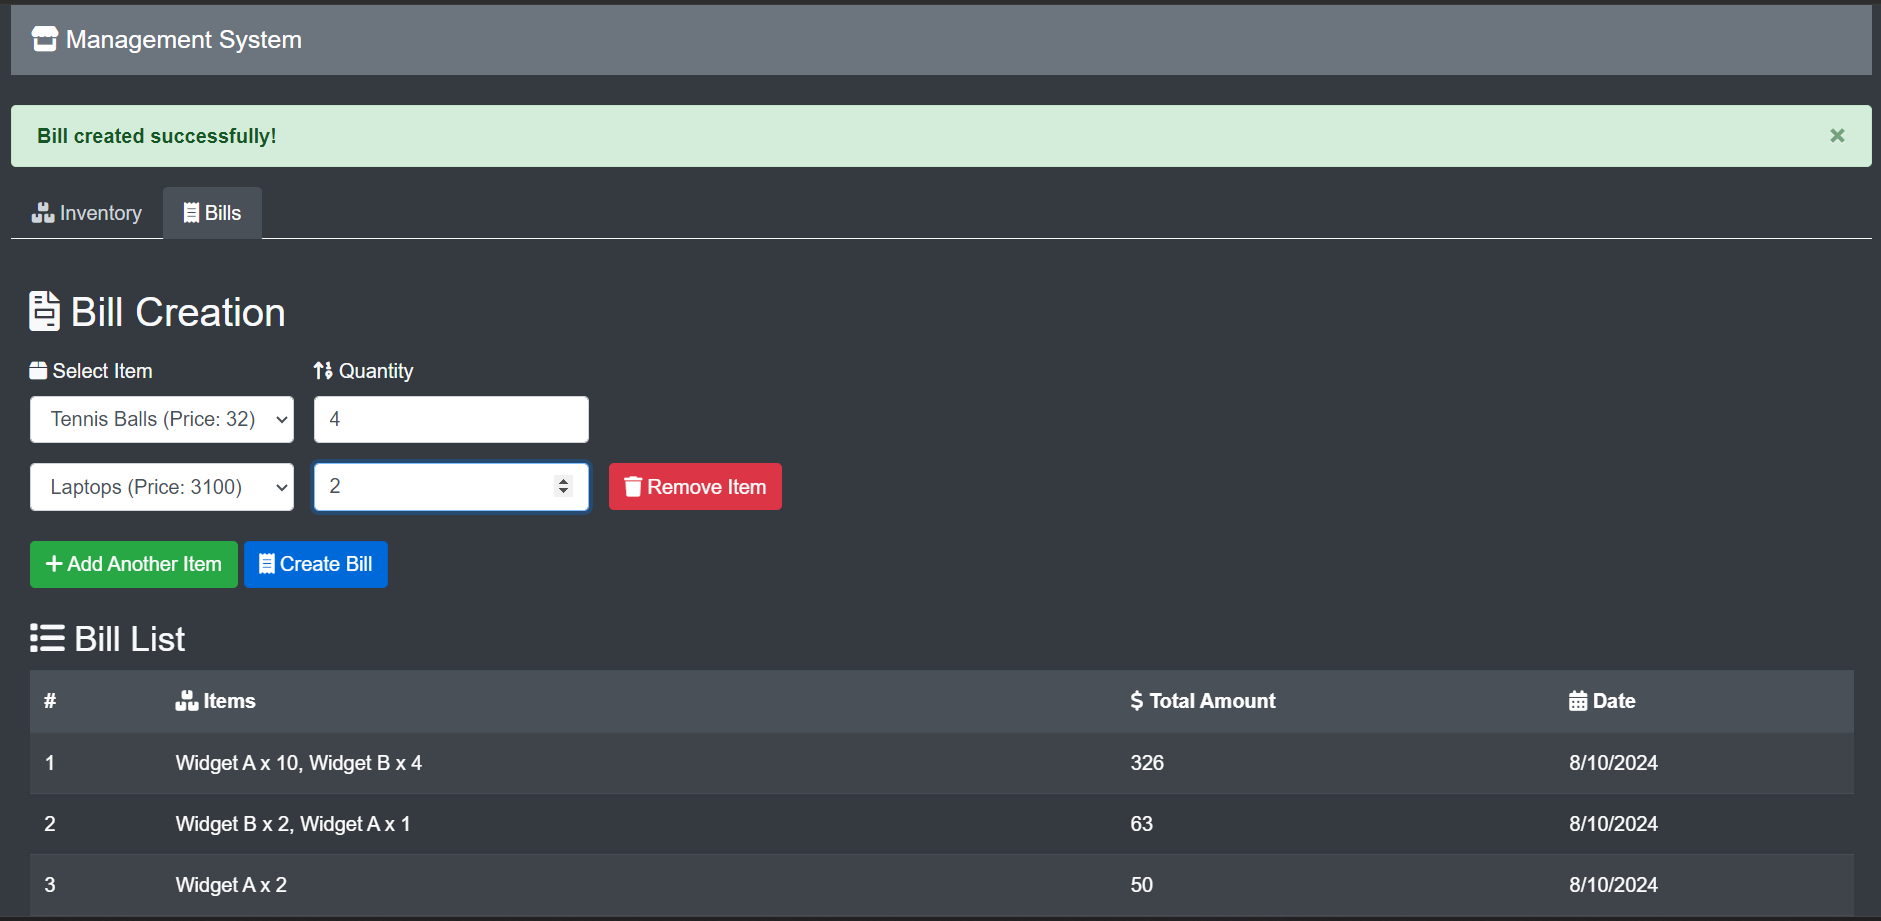 Management System
Bill created successfully! ×
Inventory Bills
Bill Creation
Select Item Quantity
Tennis Balls (Price: 32) 4
Laptops (Price: 3100) 2 Remove Item
+ Add Another Item Create Bill
Bill List
# Items $ Total Amount Date
1 Widget A x 10, Widget B x 4 326 8/10/2024
2 Widget B x 2, Widget A x 1 63 8/10/2024
3 Widget A x 2 50 8/10/2024